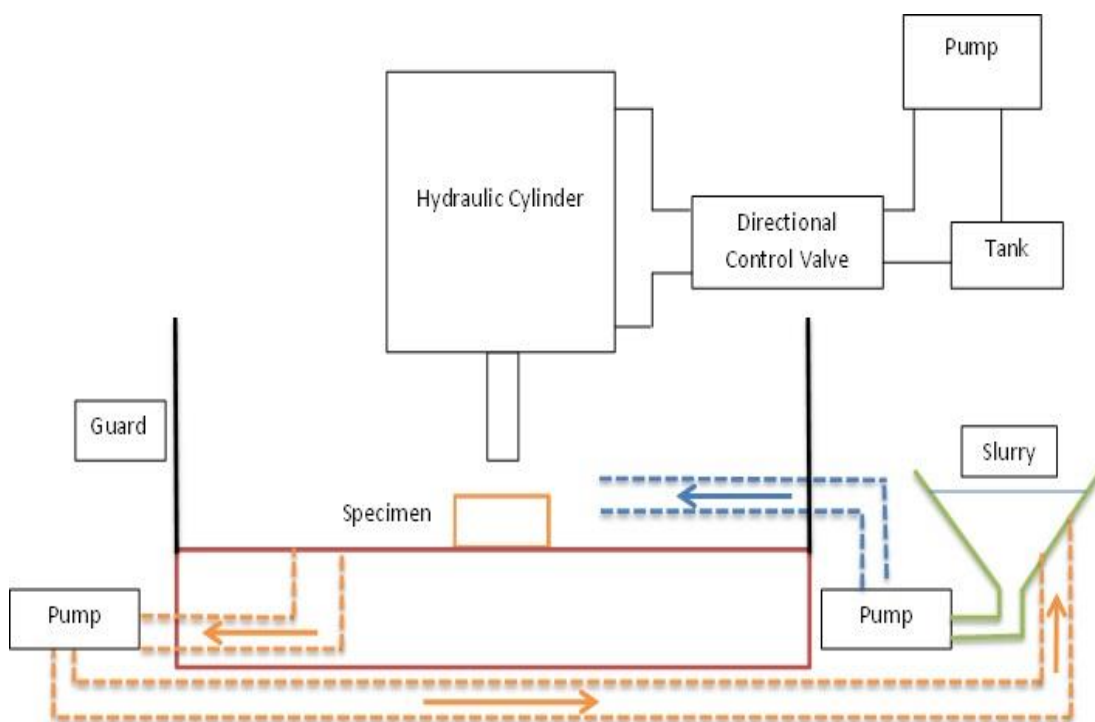 Pump
Hydraulic Cylinder
Directional
Control Valve
Tank
Guard
Slurry
Specimen
Pump
Pump